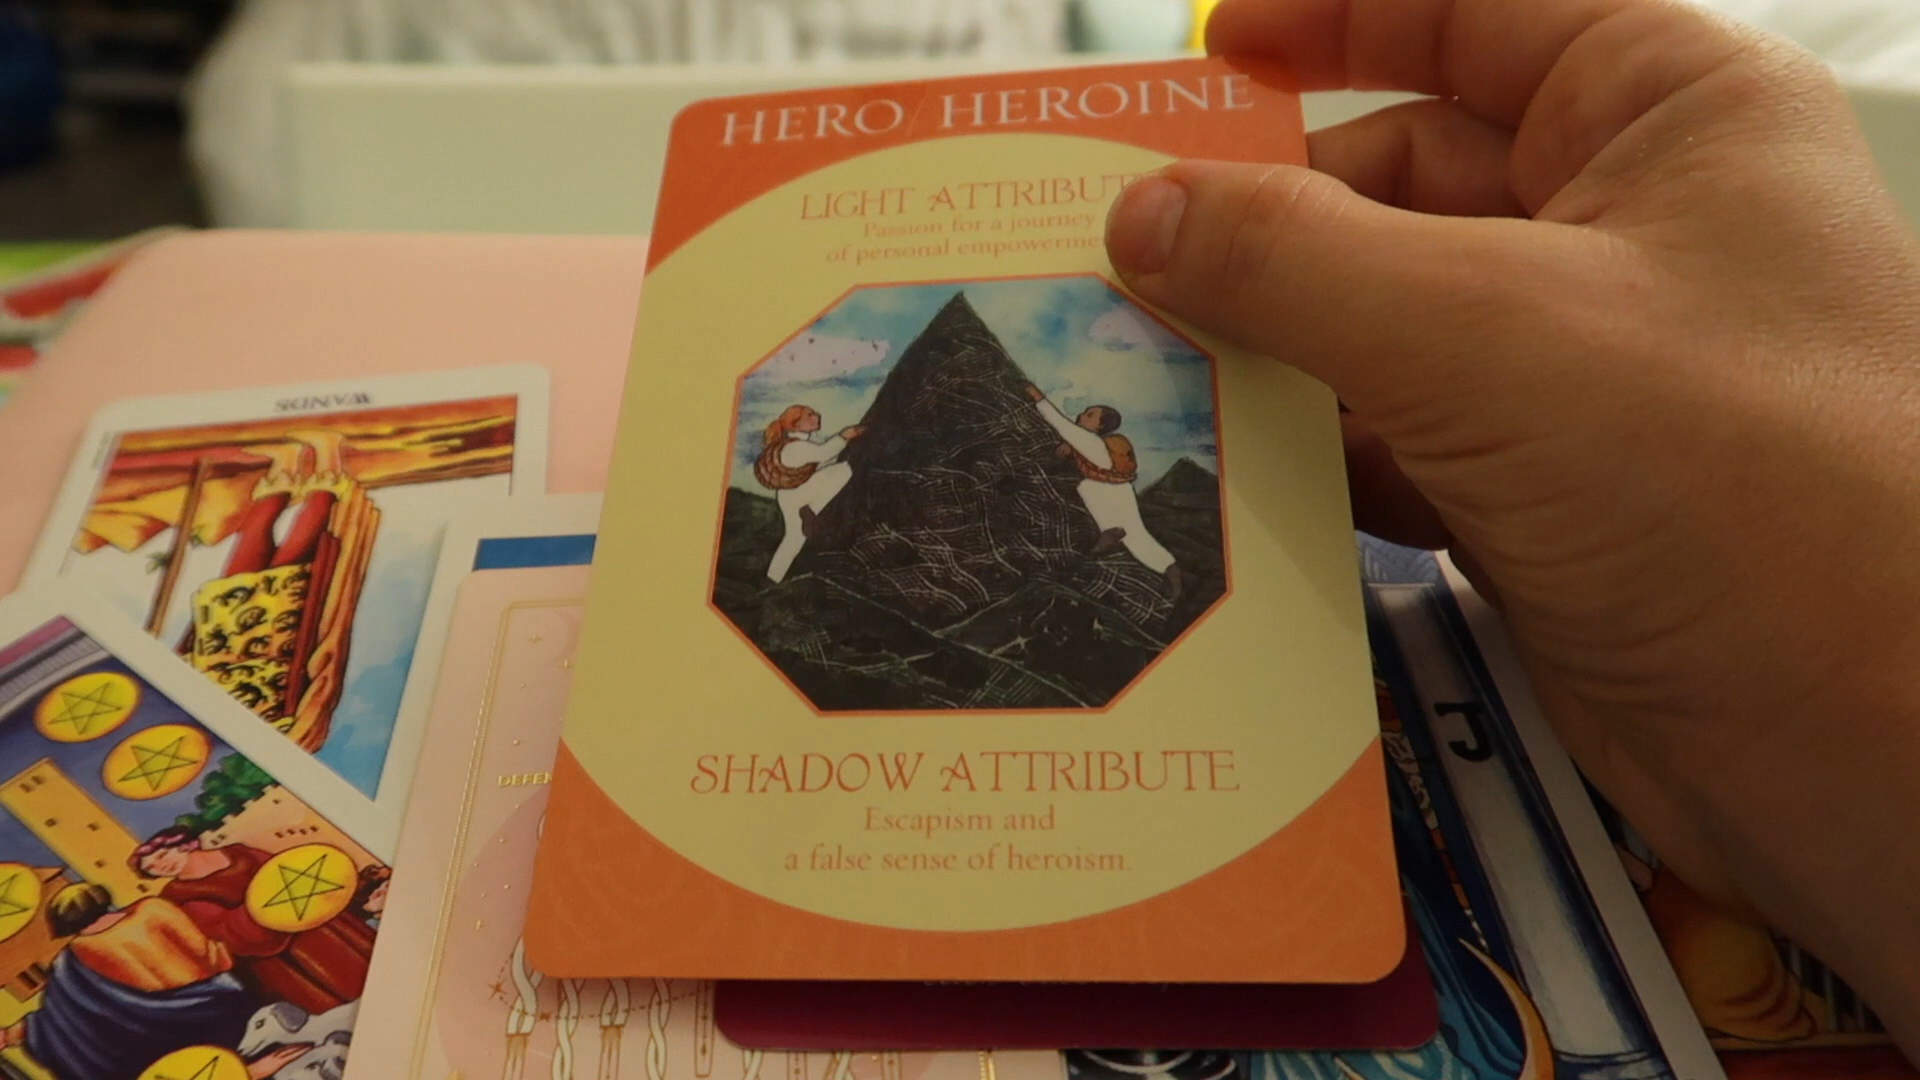 HERO/HEROINE
LIGHT ATTRIBUT
Passion for a journey
of personal empowerme
SHADOW ATTRIBUTE
Escapism and
a false sense of heroism.
WANDS
DEFEN
J